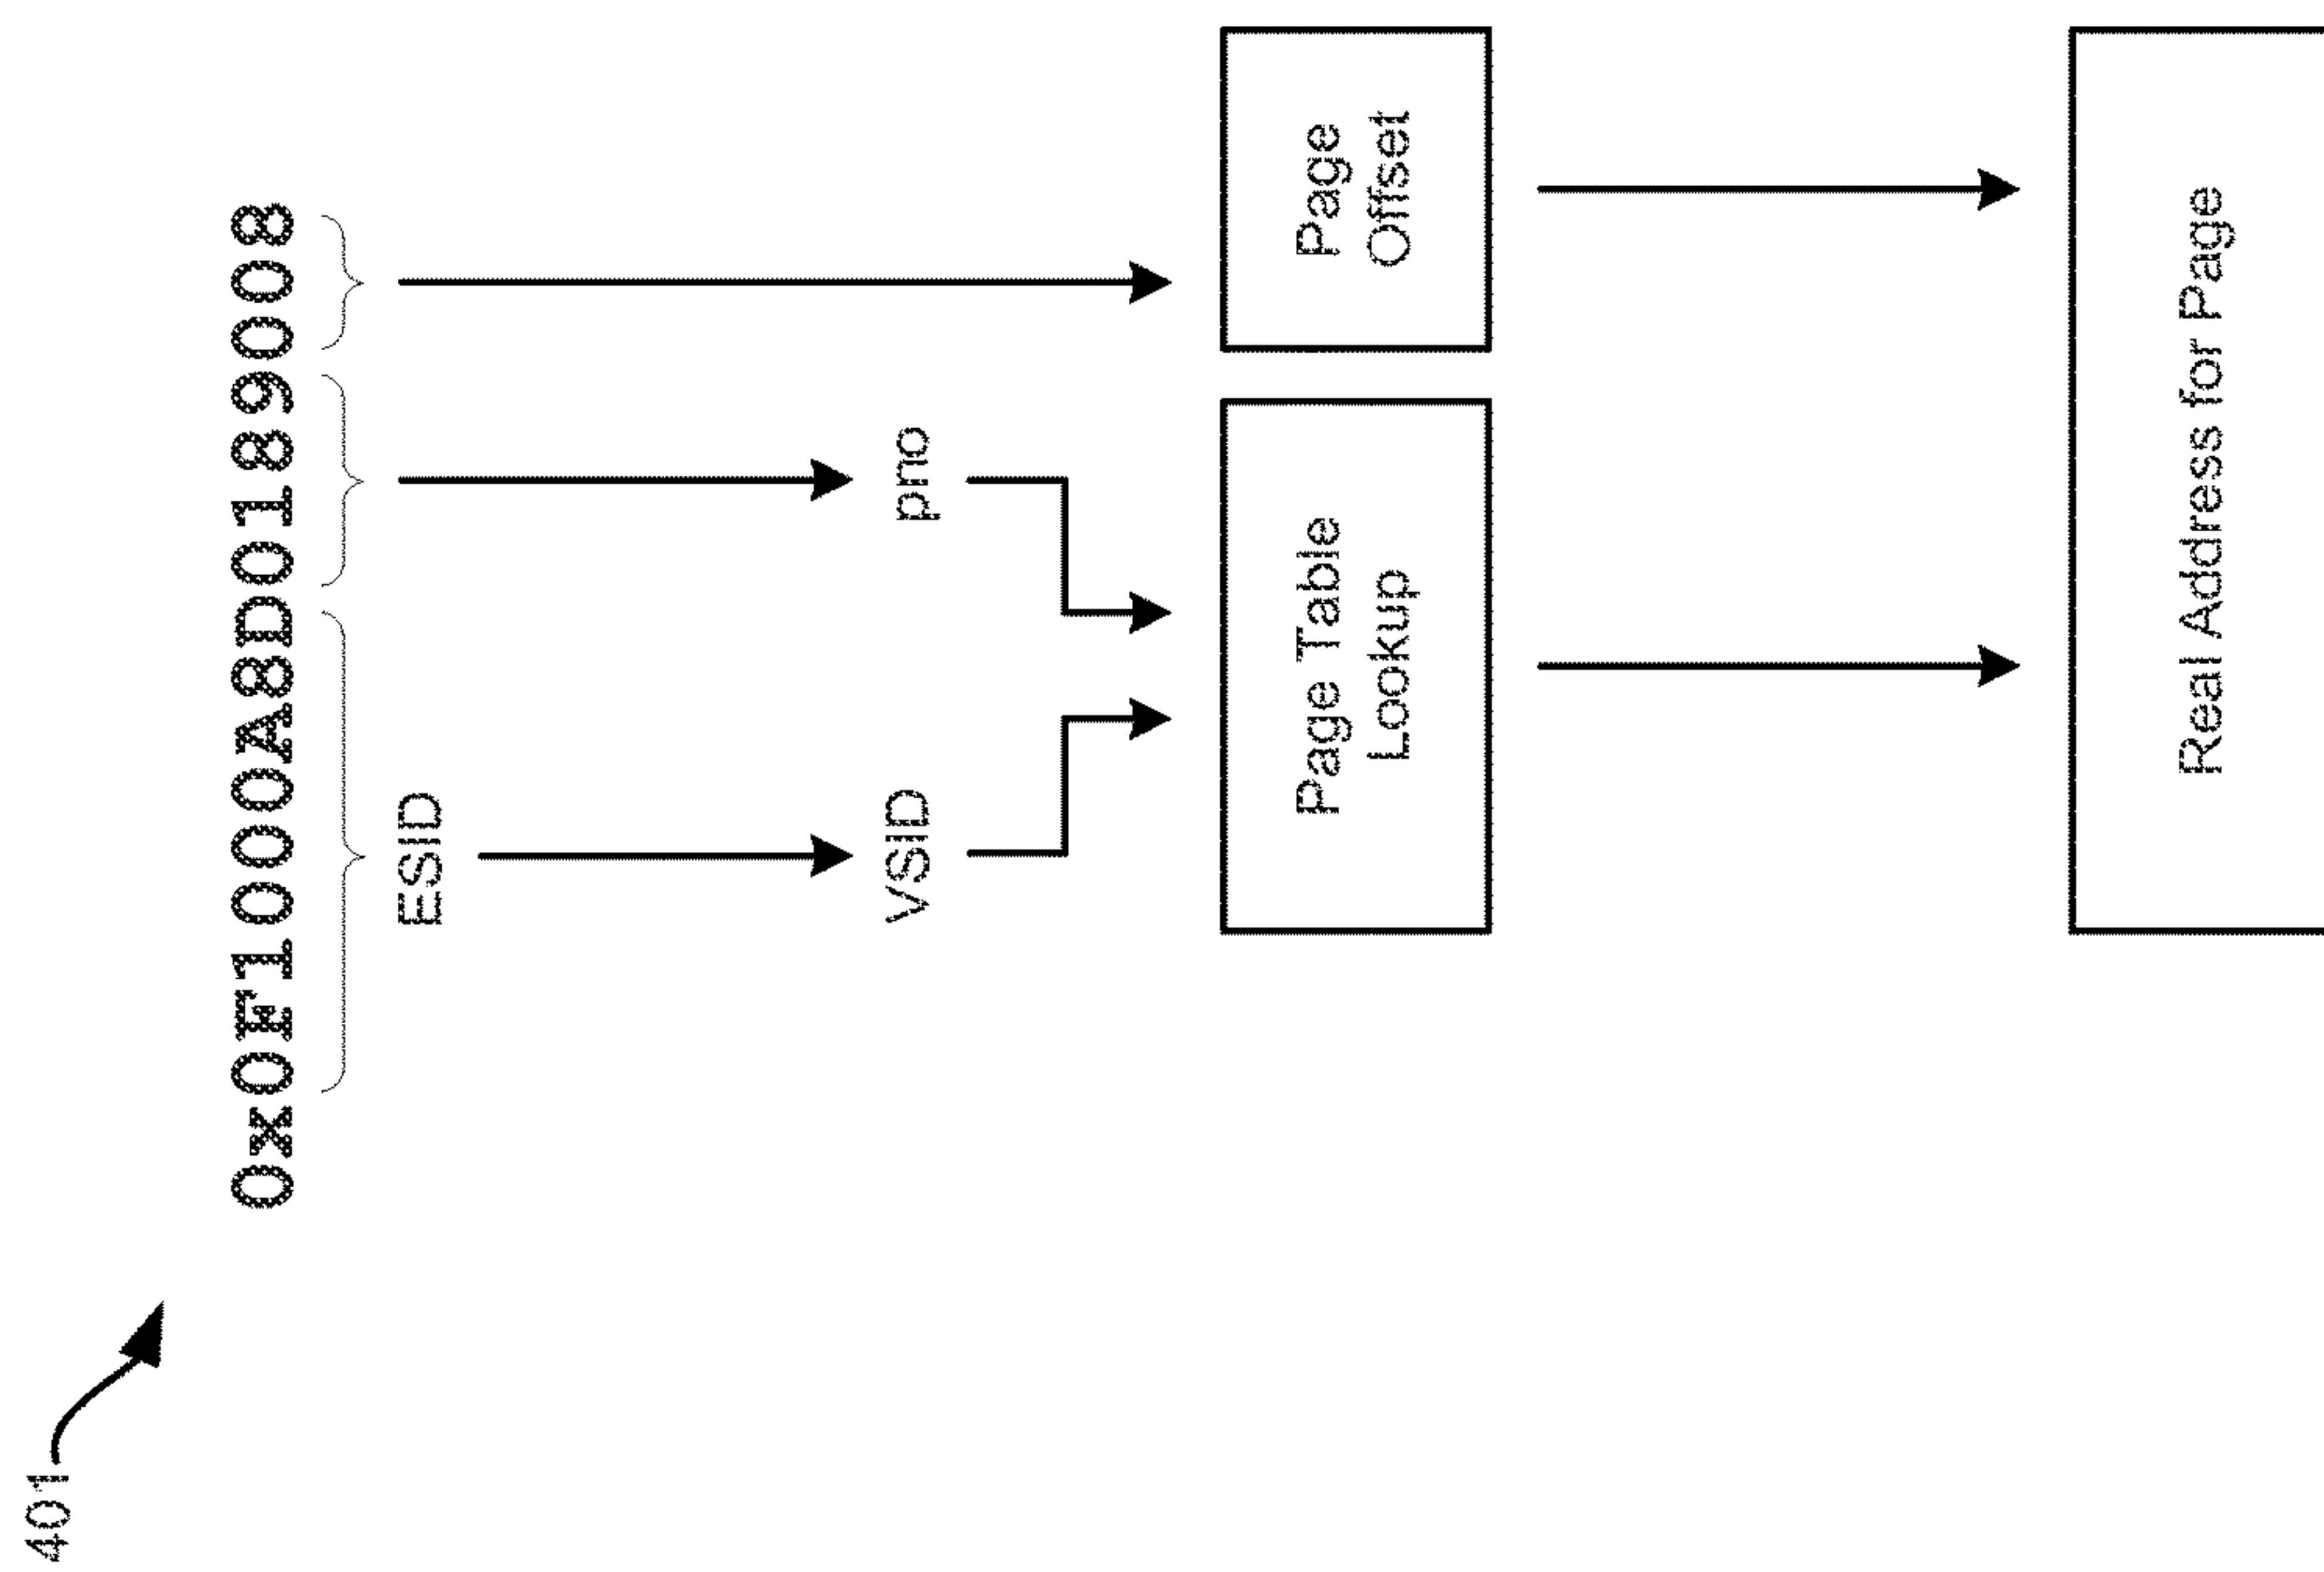 401
0x0F1000A8D0189008
ESID
VSID
pno
Page Table
Lookup
Page
Offset
Real Address for Page